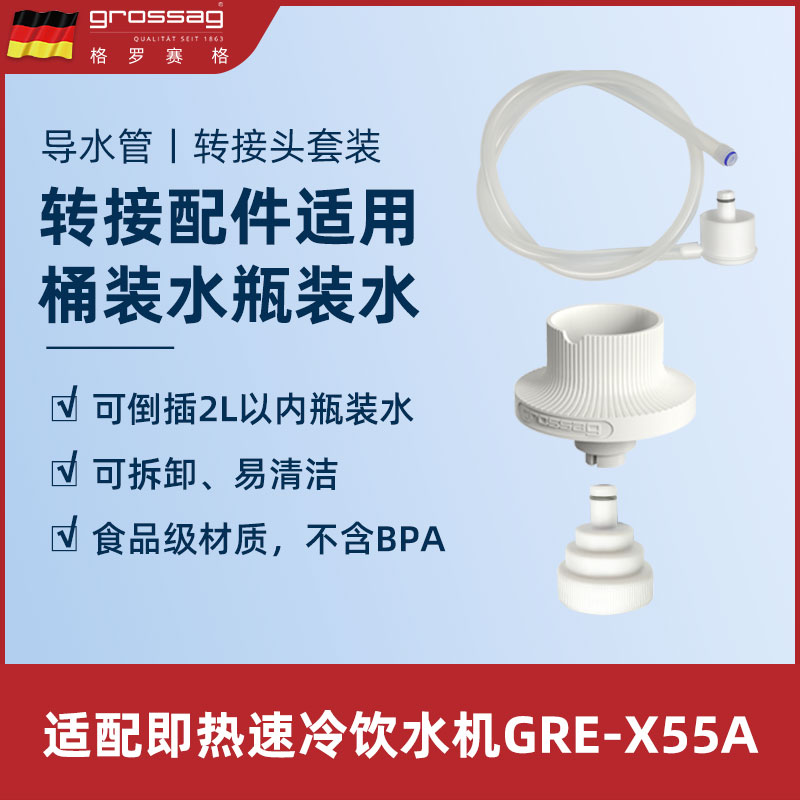 grossag
QUALITÄT SEIT 1863
格罗赛格
导水管丨转接头套装
转接配件适用
桶装水瓶装水
可倒插2L以内瓶装水
可拆卸、易清洁
食品级材质，不含BPA
grossag
适配即热速冷饮水机GRE-X55A